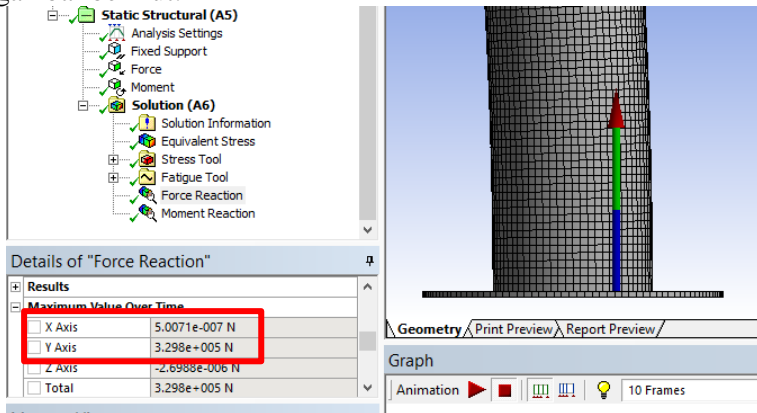 Static Structural (A5)
Analysis Settings
Fixed Support
Force
Moment
Solution (A6)
Solution Information
Equivalent Stress
Stress Tool
Fatigue Tool
Force Reaction
Moment Reaction
Details of "Force Reaction"
Results
Maximum Value Over Time
X Axis 5.0071e-007 N
Y Axis 3.298e+005 N
Z Axis -2.6988e-006 N
Total 3.298e+005 N
Geometry Print Preview Report Preview
Graph
Animation 10 Frames